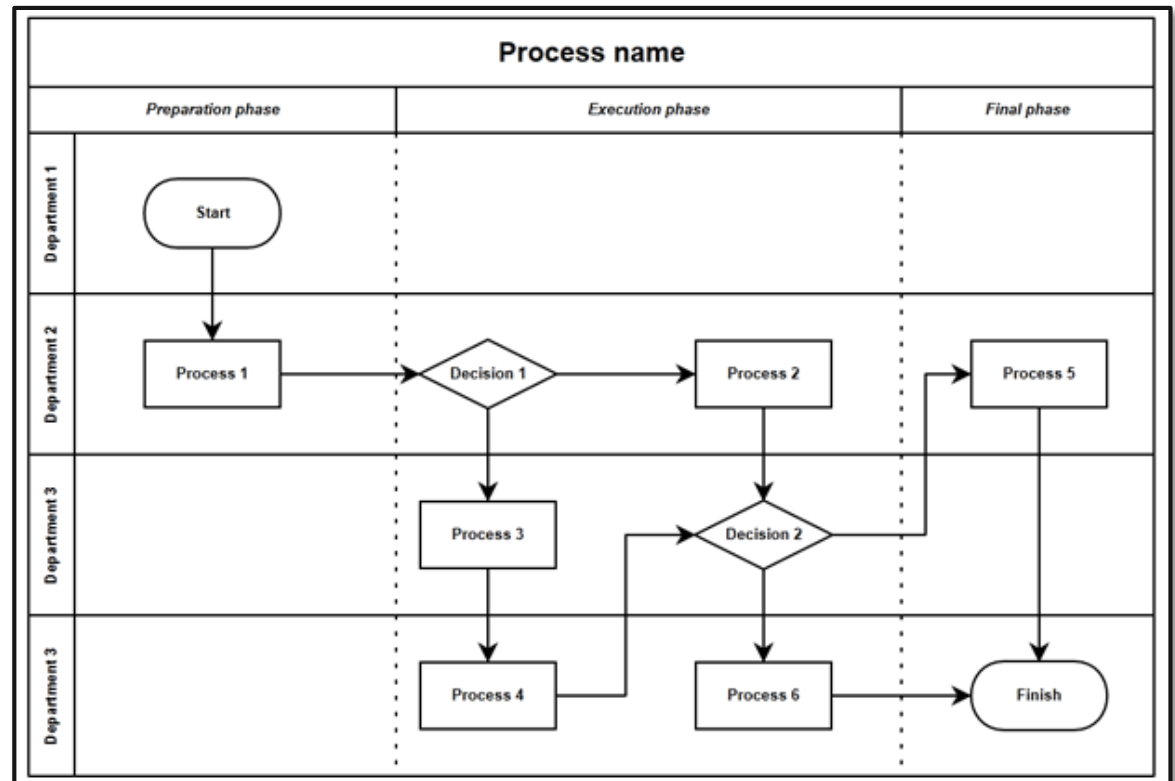 Process name
Preparation phase
Execution phase
Final phase
Department 1
Start
Department 2
Process 1
Decision 1
Process 2
Process 5
Department 3
Process 3
Decision 2
Department 3
Process 4
Process 6
Finish